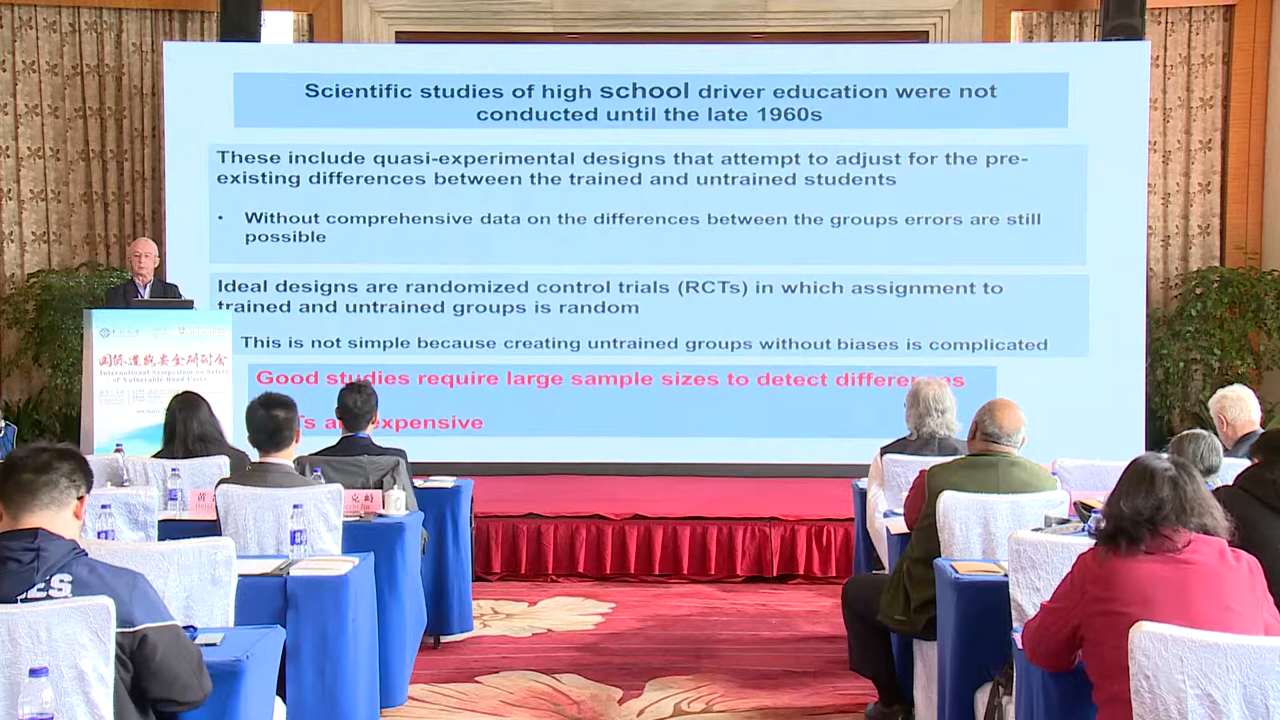 Scientific studies of high school driver education were not
conducted until the late 1960s
These include quasi-experimental designs that attempt to adjust for the pre-
existing differences between the trained and untrained students
• Without comprehensive data on the differences between the groups errors are still
possible
Ideal designs are randomized control trials (RCTs) in which assignment to
trained and untrained groups is random
This is not simple because creating untrained groups without biases is complicated
Good studies require large sample sizes to detect differences
expensive
国际道路安全研讨会
International Symposium on Safety
of Vulnerable Road Users
黄
克
ES